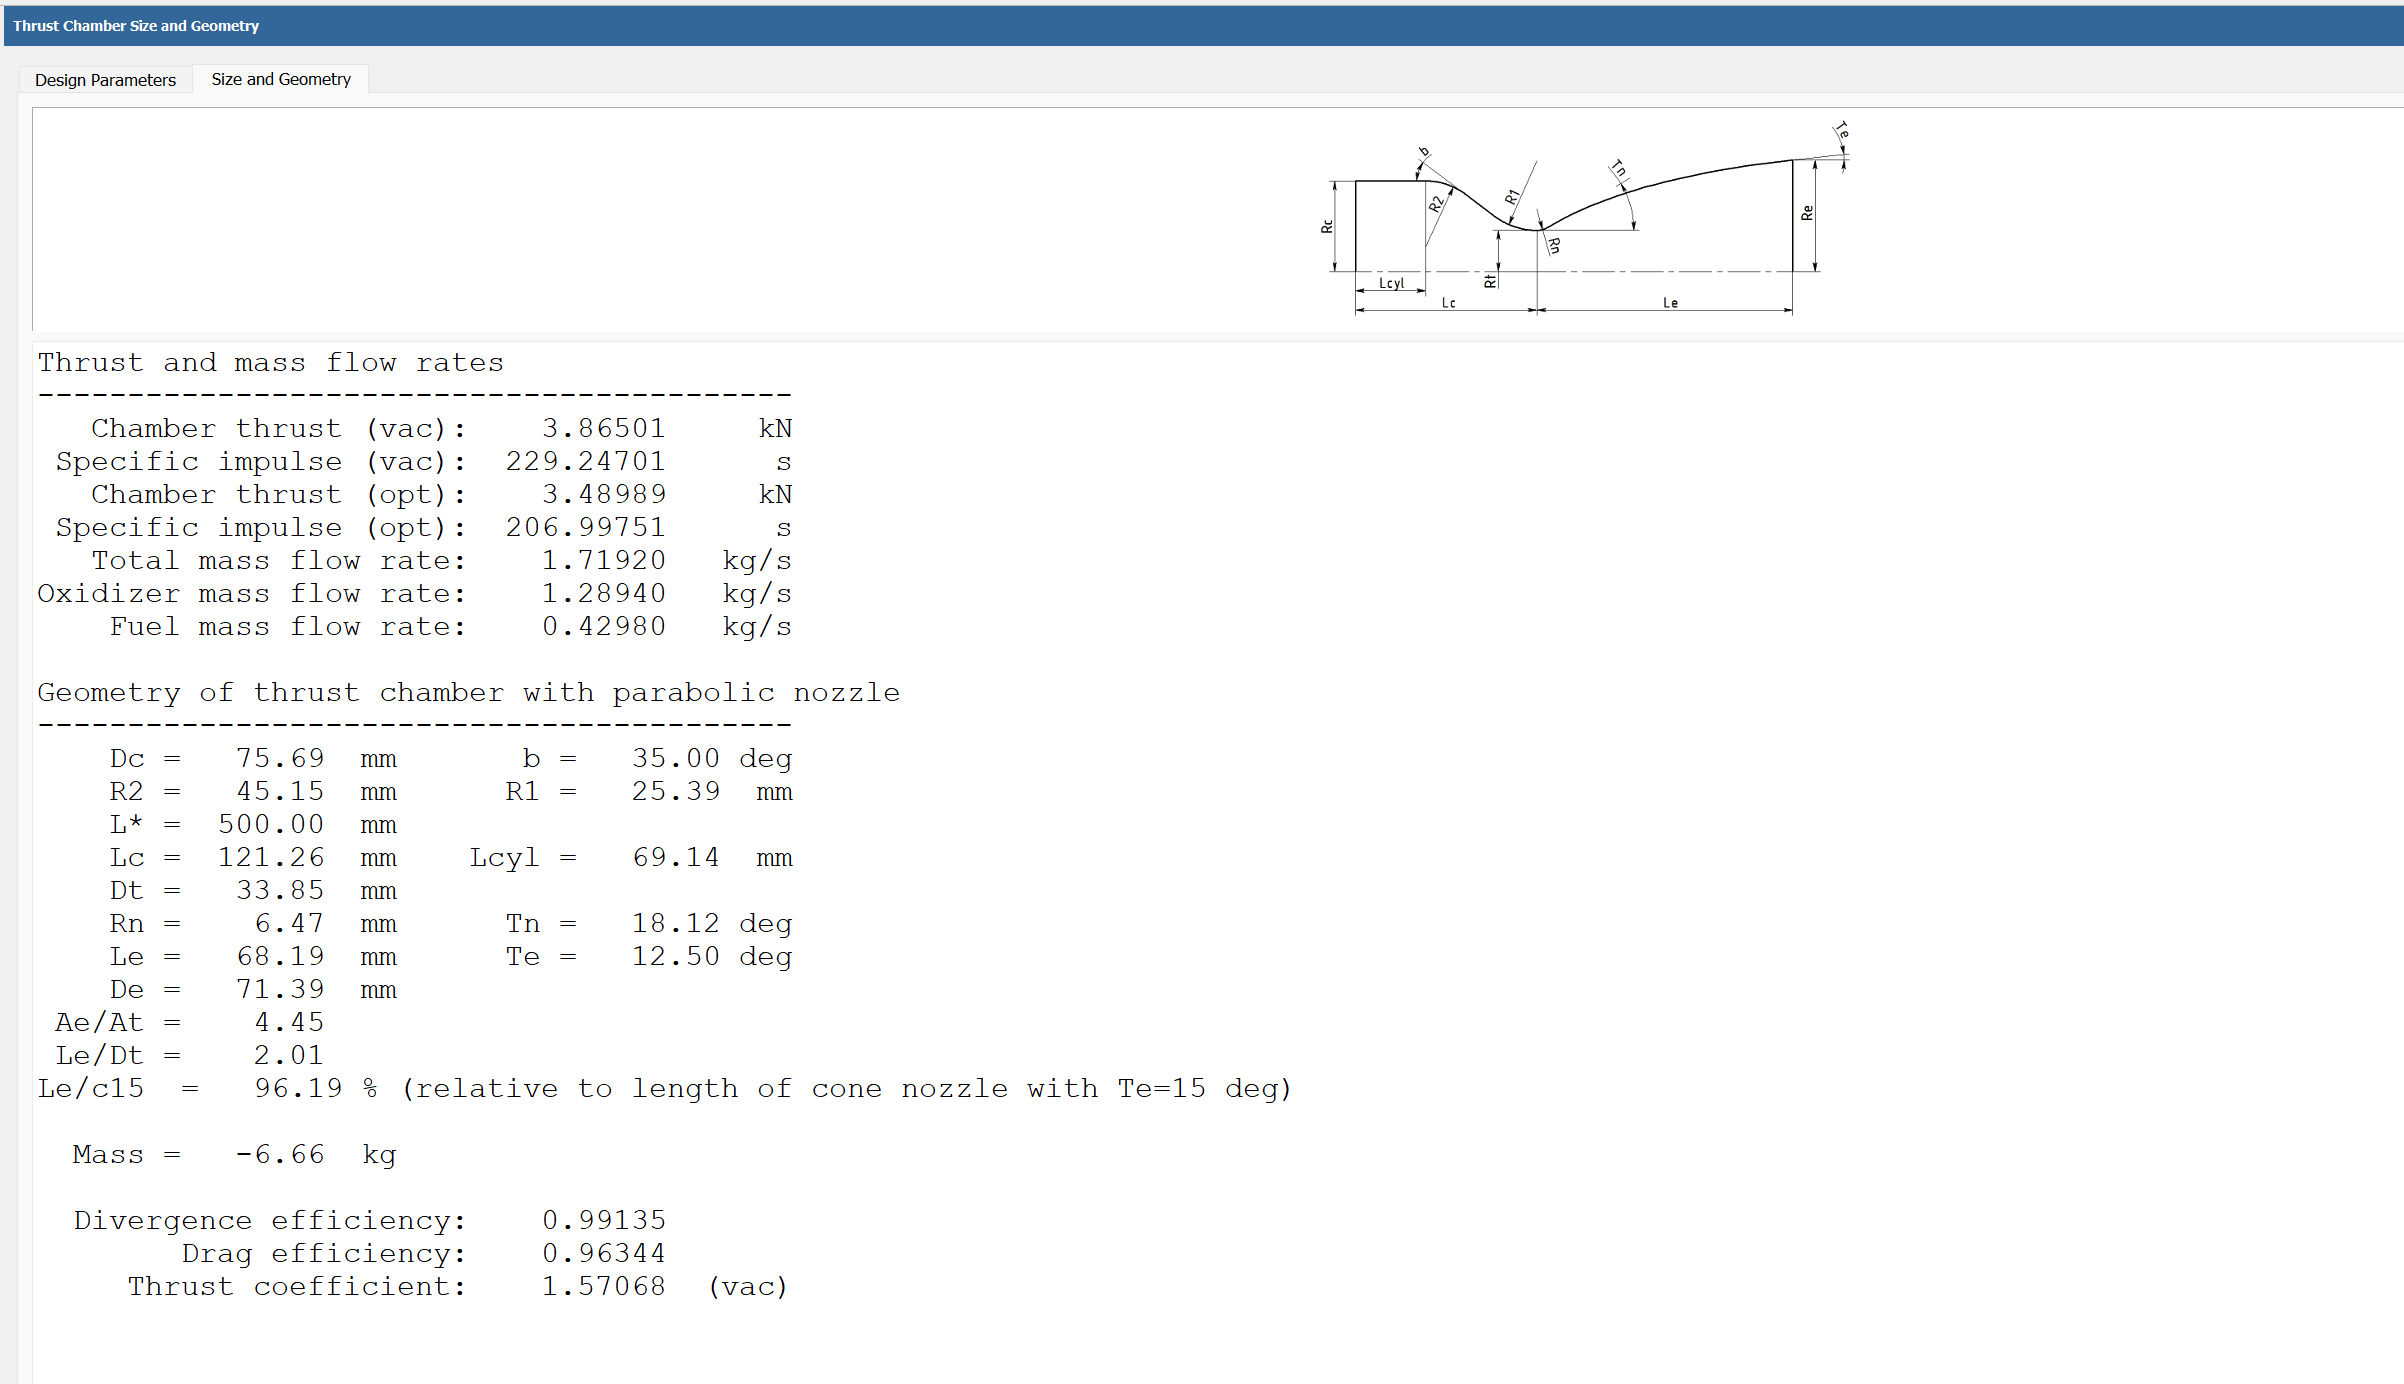 Thrust Chamber Size and Geometry
Design Parameters Size and Geometry
Te
b
Tn
R2
R1
Rc
Re
Rn
Lcyl
Rt
Lc
Le
Thrust and mass flow rates
------------------------------------------
Chamber thrust (vac): 3.86501 kN
Specific impulse (vac): 229.24701 s
Chamber thrust (opt): 3.48989 kN
Specific impulse (opt): 206.99751 s
Total mass flow rate: 1.71920 kg/s
Oxidizer mass flow rate: 1.28940 kg/s
Fuel mass flow rate: 0.42980 kg/s
Geometry of thrust chamber with parabolic nozzle
------------------------------------------
Dc = 75.69 mm b = 35.00 deg
R2 = 45.15 mm R1 = 25.39 mm
L* = 500.00 mm
Lc = 121.26 mm Lcyl = 69.14 mm
Dt = 33.85 mm
Rn = 6.47 mm Tn = 18.12 deg
Le = 68.19 mm Te = 12.50 deg
De = 71.39 mm
Ae/At = 4.45
Le/Dt = 2.01
Le/c15 = 96.19 % (relative to length of cone nozzle with Te=15 deg)
Mass = -6.66 kg
Divergence efficiency: 0.99135
Drag efficiency: 0.96344
Thrust coefficient: 1.57068 (vac)